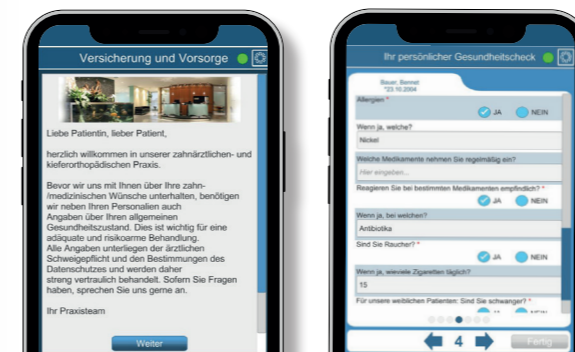 Versicherung und Vorsorge
Liebe Patientin, lieber Patient,
herzlich willkommen in unserer zahnärztlichen- und
kieferorthopädischen Praxis.
Bevor wir uns mit Ihnen über Ihre zahn-
/medizinischen Wünsche unterhalten, benötigen
wir neben Ihren Personalien auch
Angaben über Ihren allgemeinen
Gesundheitszustand. Dies ist wichtig für eine
adäquate und risikoarme Behandlung.
Alle Angaben unterliegen der ärztlichen
Schweigepflicht und den Bestimmungen des
Datenschutzes und werden daher
streng vertraulich behandelt. Sofern Sie Fragen
haben, sprechen Sie uns gerne an.
Ihr Praxisteam
Weiter
Ihr persönlicher Gesundheitscheck
Bauer, Bennet
*23.10.2004
Allergien *
JA NEIN
Wenn ja, welche?
Nickel
Welche Medikamente nehmen Sie regelmäßig ein?
Hier eingeben...
Reagieren Sie bei bestimmten Medikamenten empfindlich? *
JA NEIN
Wenn ja, bei welchen?
Antibiotika
Sind Sie Raucher? *
JA NEIN
Wenn ja, wieviele Zigaretten täglich?
15
Für unsere weiblichen Patienten: Sind Sie schwanger? *
JA NEIN
4 Fertig